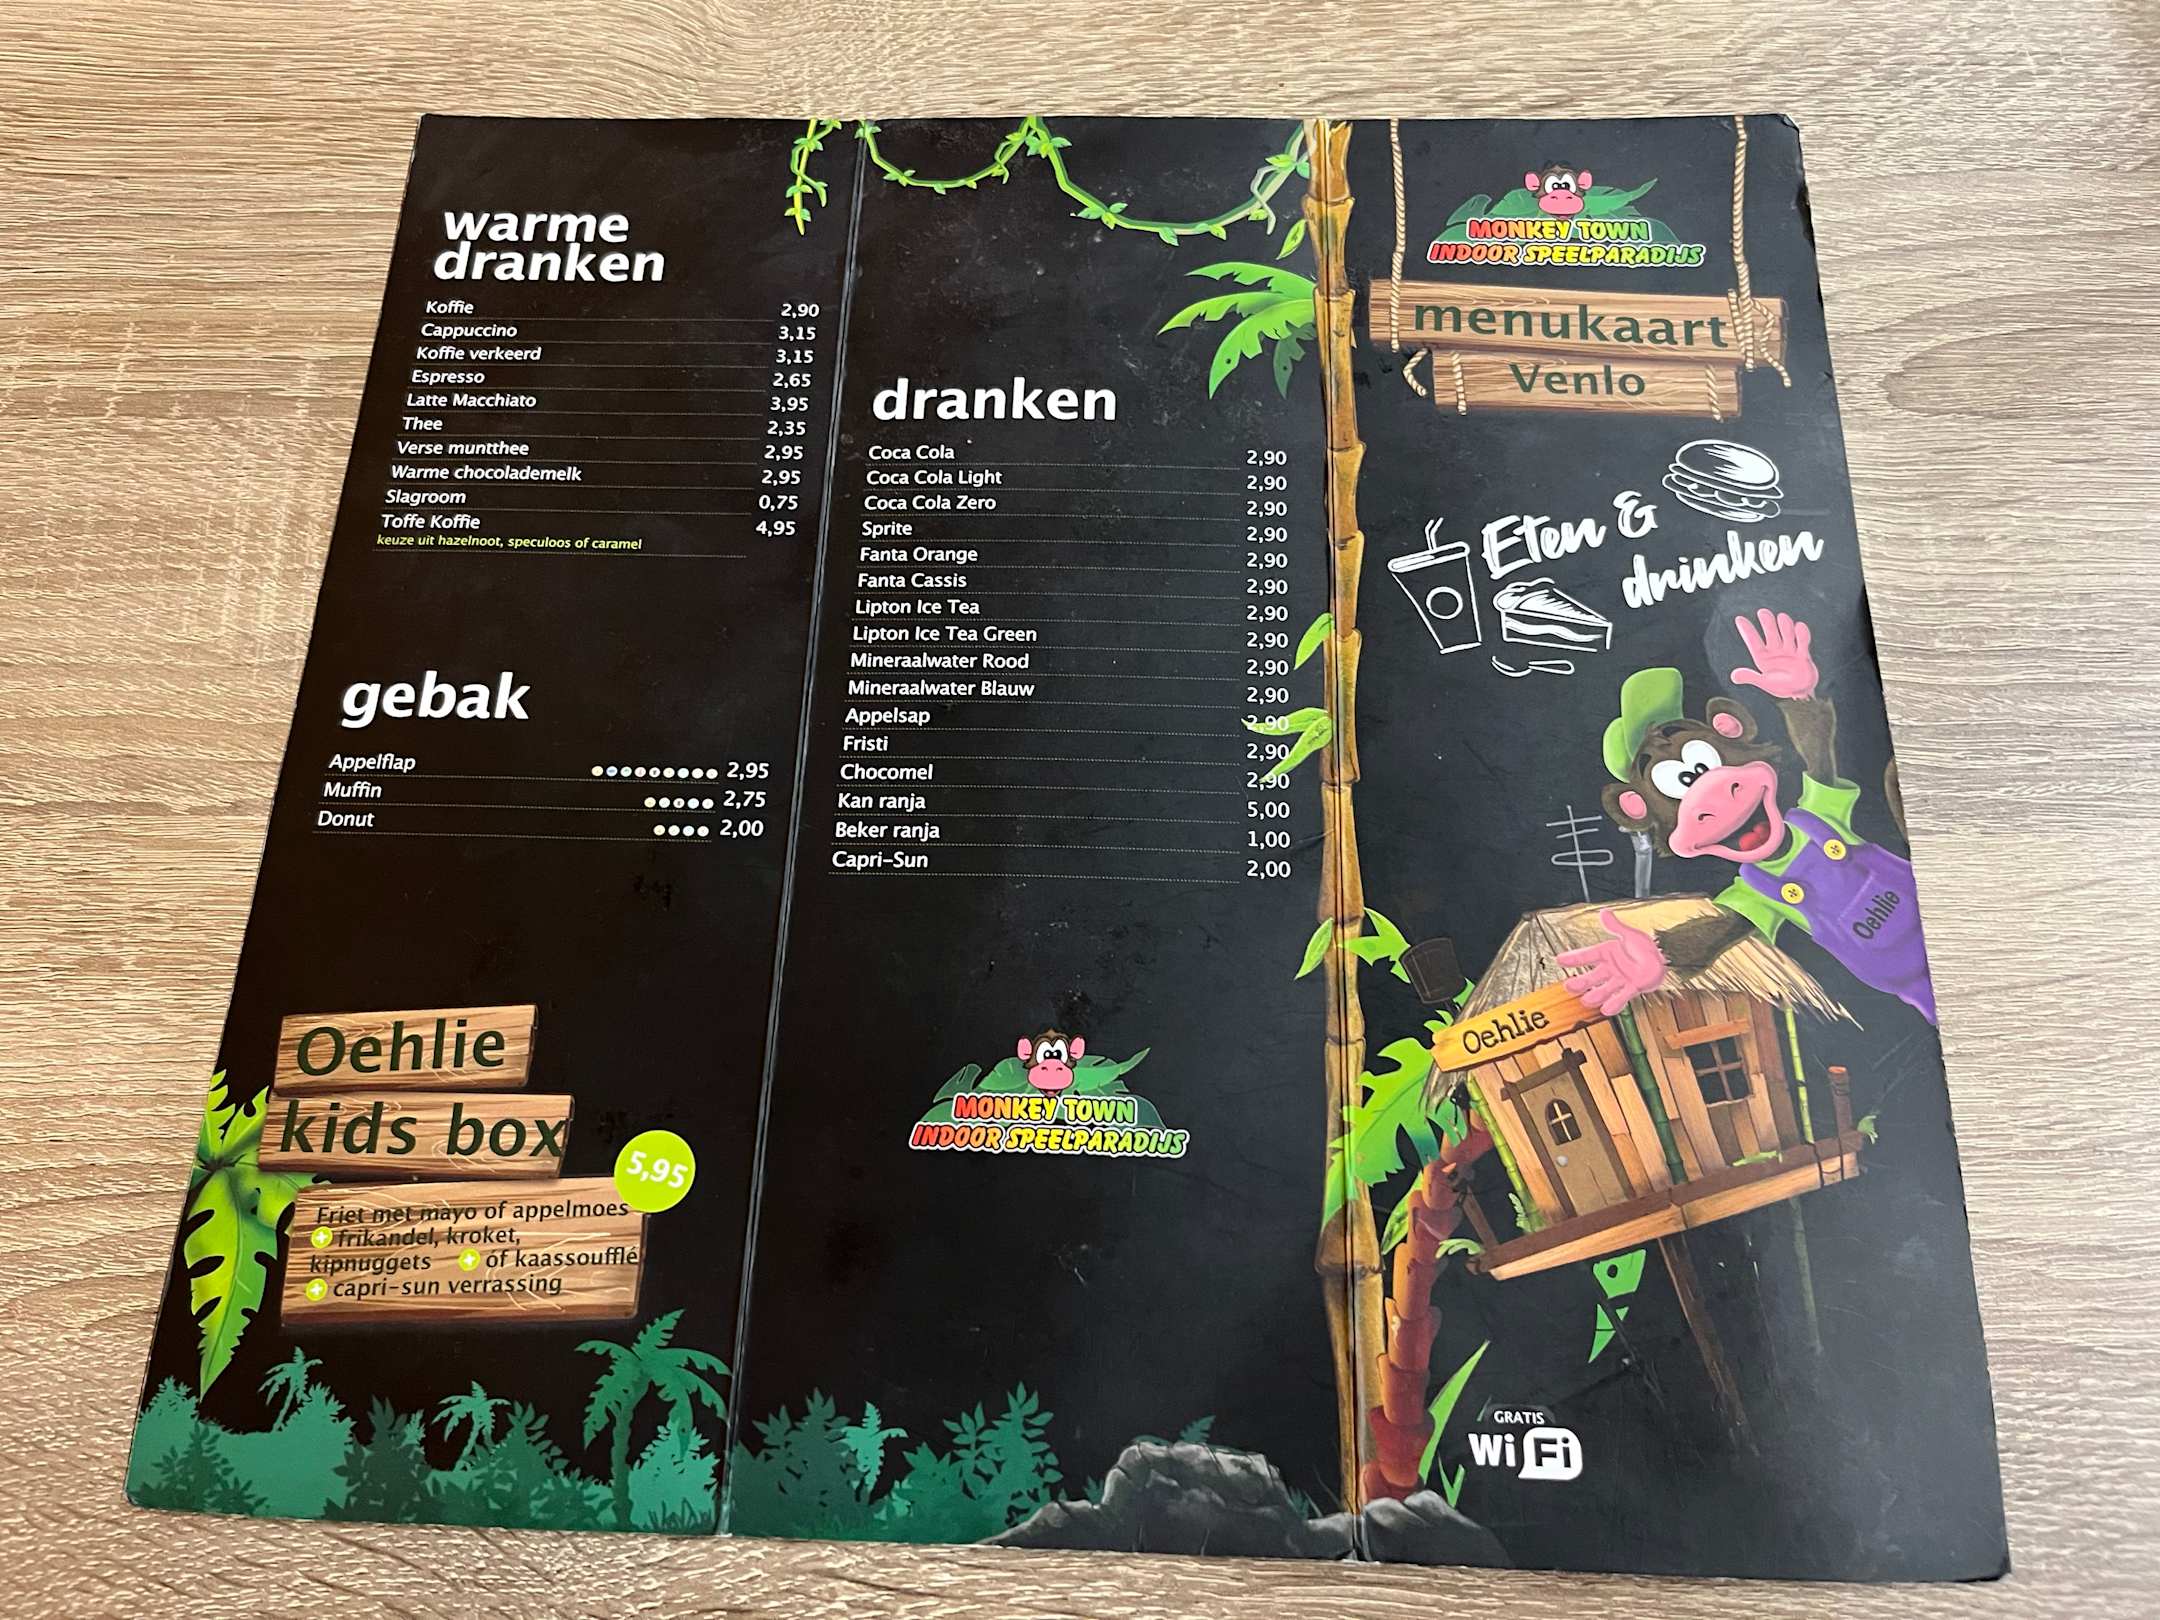 warme
dranken
Koffie 2,90
Cappuccino 3,15
Koffie verkeerd 3,15
Espresso 2,65
Latte Macchiato 3,95
Thee 2,35
Verse muntthee 2,95
Warme chocolademelk 2,95
Slagroom 0,75
Toffe Koffie 4,95
keuze uit hazelnoot, speculoos of caramel
gebak
Appelflap 2,95
Muffin 2,75
Donut 2,00
Oehlie
kids box
5,95
Friet met mayo of appelmoes
+ frikandel, kroket,
kipnuggets + óf kaassoufflé
+ capri-sun verrassing
dranken
Coca Cola 2,90
Coca Cola Light 2,90
Coca Cola Zero 2,90
Sprite 2,90
Fanta Orange 2,90
Fanta Cassis 2,90
Lipton Ice Tea 2,90
Lipton Ice Tea Green 2,90
Mineraalwater Rood 2,90
Mineraalwater Blauw 2,90
Appelsap 2,90
Fristi 2,90
Chocomel 2,90
Kan ranja 5,00
Beker ranja 1,00
Capri-Sun 2,00
MONKEY TOWN
INDOOR SPEELPARADIJS
MONKEY TOWN
INDOOR SPEELPARADIJS
menukaart
Venlo
Eten &
drinken
Oehlie
Oehlie
GRATIS
Wi Fi